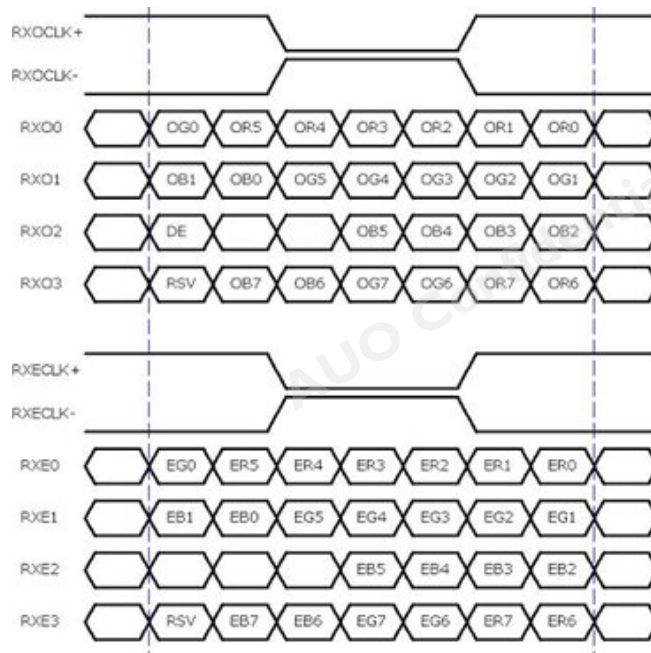 RXOCLK+
RXOCLK-
RXO0 OG0 OR5 OR4 OR3 OR2 OR1 OR0
RXO1 OB1 OB0 OG5 OG4 OG3 OG2 OG1
RXO2 DE OB5 OB4 OB3 OB2
RXO3 RSV OB7 OB6 OG7 OG6 OR7 OR6
AUO Confidential
RXECLK+
RXECLK-
RXE0 EG0 ER5 ER4 ER3 ER2 ER1 ER0
RXE1 EB1 EB0 EG5 EG4 EG3 EG2 EG1
RXE2 EB5 EB4 EB3 EB2
RXE3 RSV EB7 EB6 EG7 EG6 ER7 ER6